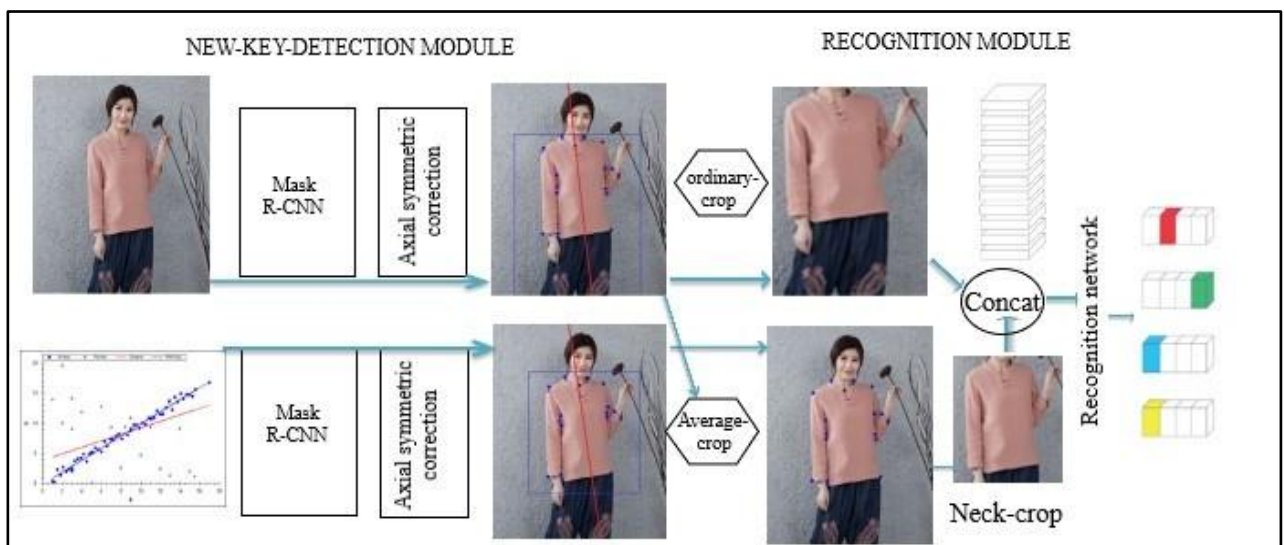 NEW-KEY-DETECTION MODULE
RECOGNITION MODULE
Mask
R-CNN
Axial symmetric
correction
ordinary-
crop
Concat
Recognition network
Mask
R-CNN
Axial symmetric
correction
Average-
crop
Neck-crop